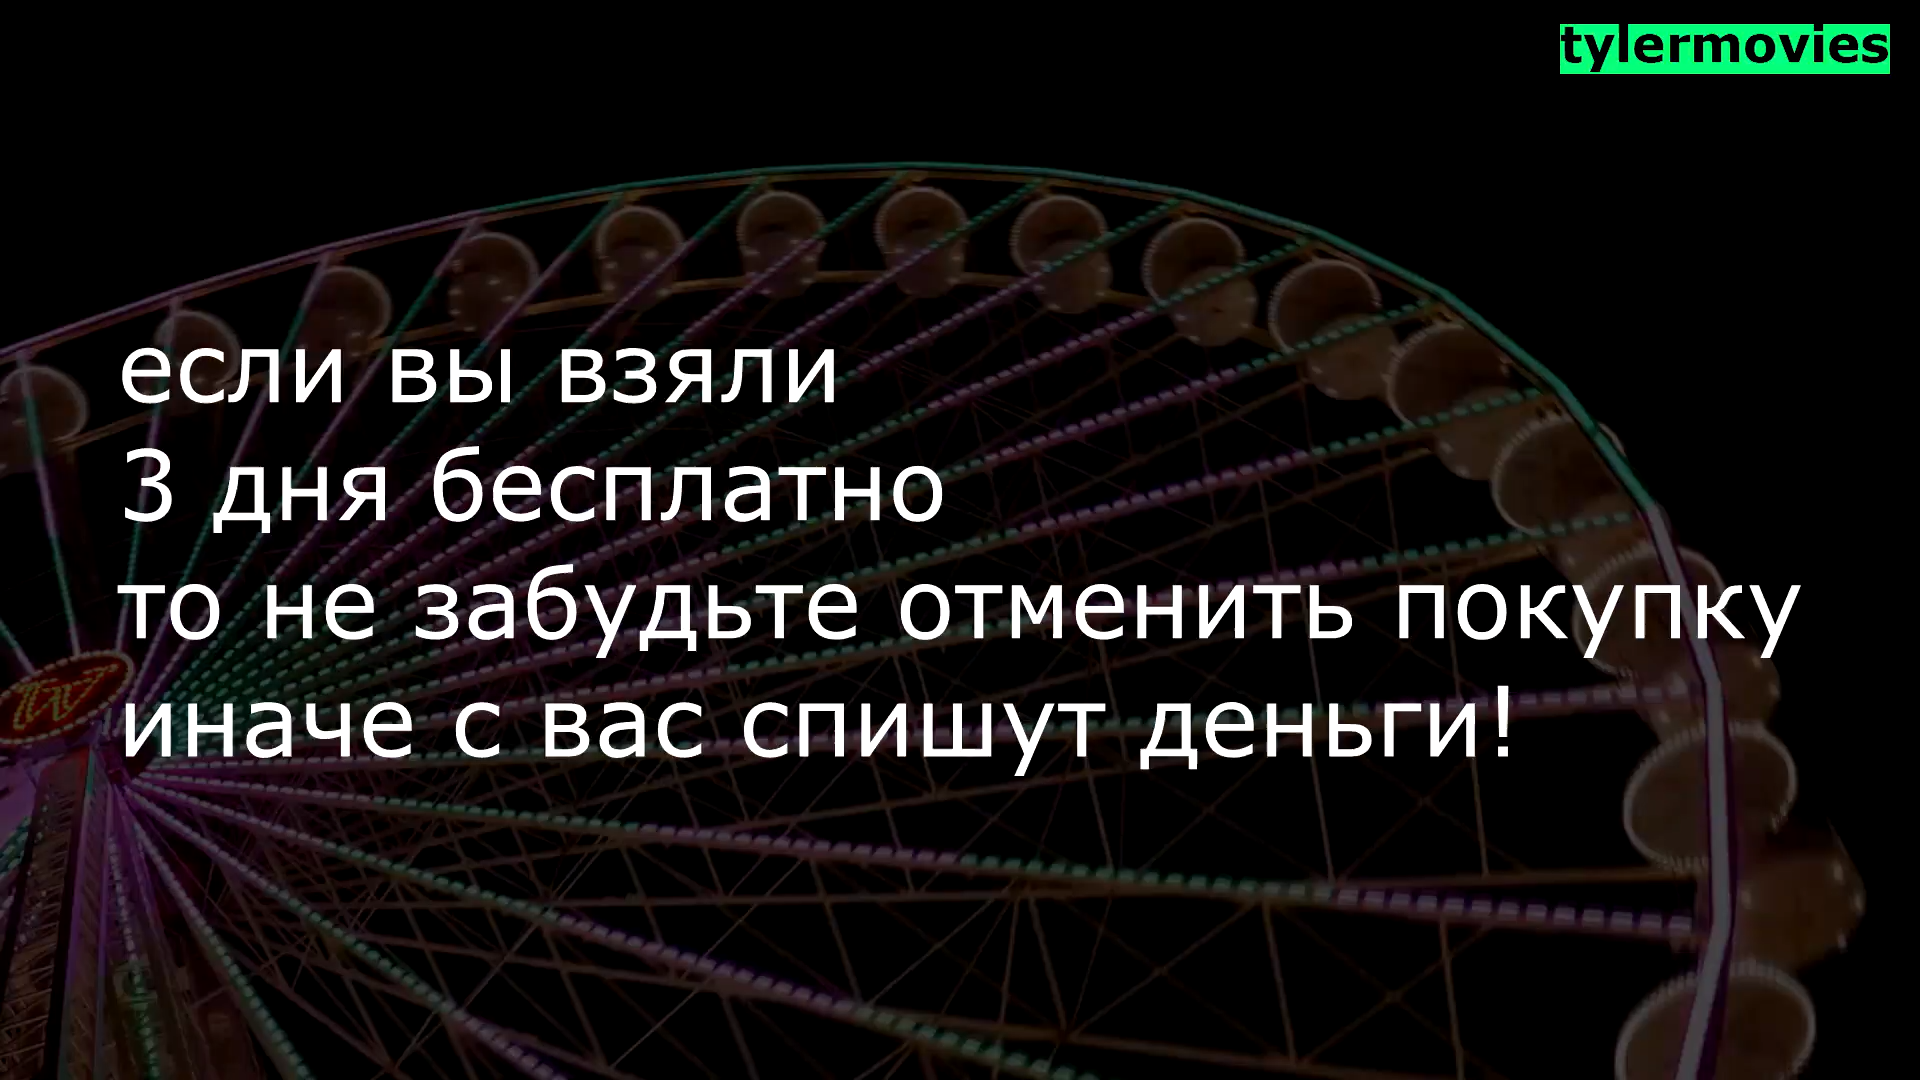 tylermovies
если вы взяли
3 дня бесплатно
то не забудьте отменить покупку
иначе с вас спишут деньги!